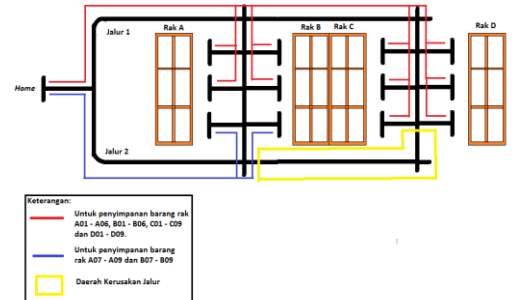 Rak A
Rak B
Rak C
Rak D
Jalur 1
Home
Jalur 2
Keterangan:
Untuk penyimpanan barang rak
A01 - A06, B01 - B06, C01 - C09
dan D01 - D09.
Untuk penyimpanan barang
rak A07 - A09 dan B07 - B09
Daerah Kerusakan Jalur